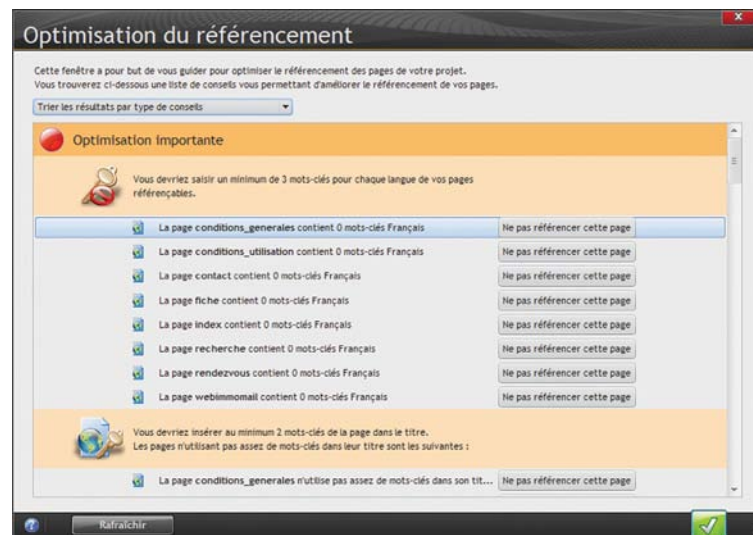 Optimisation du référencement
Cette fenêtre a pour but de vous guider pour optimiser le référencement des pages de votre projet.
Vous trouverez ci-dessous une liste de conseils vous permettant d'améliorer le référencement de vos pages.
Trier les résultats par type de conseils
Optimisation importante
Vous devriez saisir un minimum de 3 mots-clés pour chaque langue de vos pages
référençables.
La page conditions_generales contient 0 mots-clés Français Ne pas référencer cette page
La page conditions_utilisation contient 0 mots-clés Français Ne pas référencer cette page
La page contact contient 0 mots-clés Français Ne pas référencer cette page
La page fiche contient 0 mots-clés Français Ne pas référencer cette page
La page index contient 0 mots-clés Français Ne pas référencer cette page
La page recherche contient 0 mots-clés Français Ne pas référencer cette page
La page rendezvous contient 0 mots-clés Français Ne pas référencer cette page
La page webimmomail contient 0 mots-clés Français Ne pas référencer cette page
Vous devriez insérer au minimum 2 mots-clés de la page dans le titre.
Les pages n'utilisant pas assez de mots-clés dans leur titre sont les suivantes :
La page conditions_generales n'utilise pas assez de mots-clés dans son tit... Ne pas référencer cette page
Rafraîchir